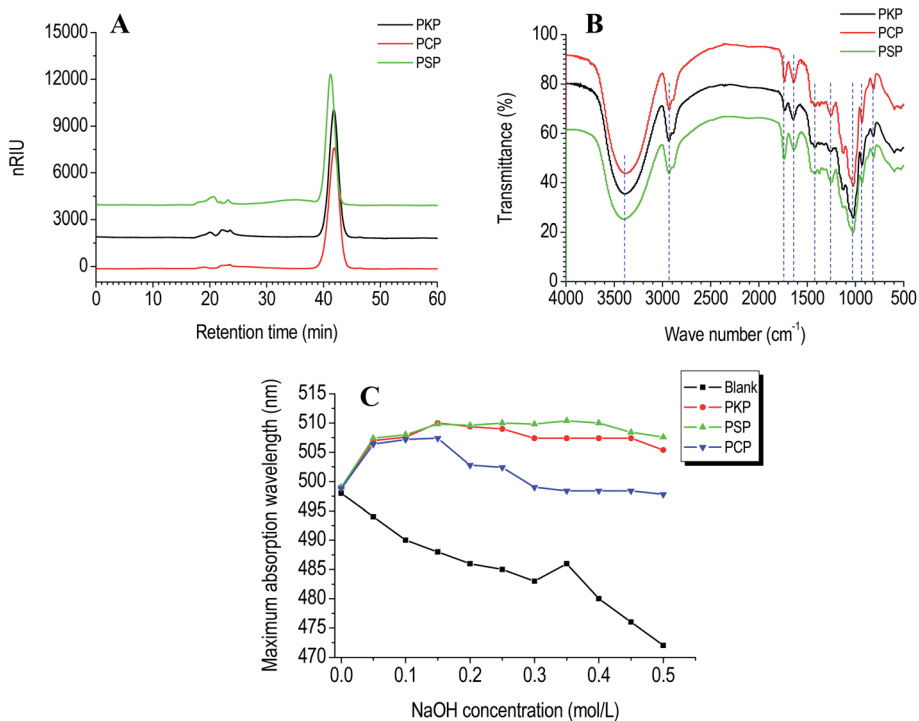 A
PKP
PCP
PSP
nRIU
15000
12000
9000
6000
3000
0
0 10 20 30 40 50 60
Retention time (min)
B
PKP
PCP
PSP
Transmittance (%)
100
80
60
40
20
0
4000 3500 3000 2500 2000 1500 1000 500
Wave number (cm⁻¹)
C
Blank
PKP
PSP
PCP
Maximum absorption wavelength (nm)
515
510
505
500
495
490
485
480
475
470
0.0 0.1 0.2 0.3 0.4 0.5
NaOH concentration (mol/L)